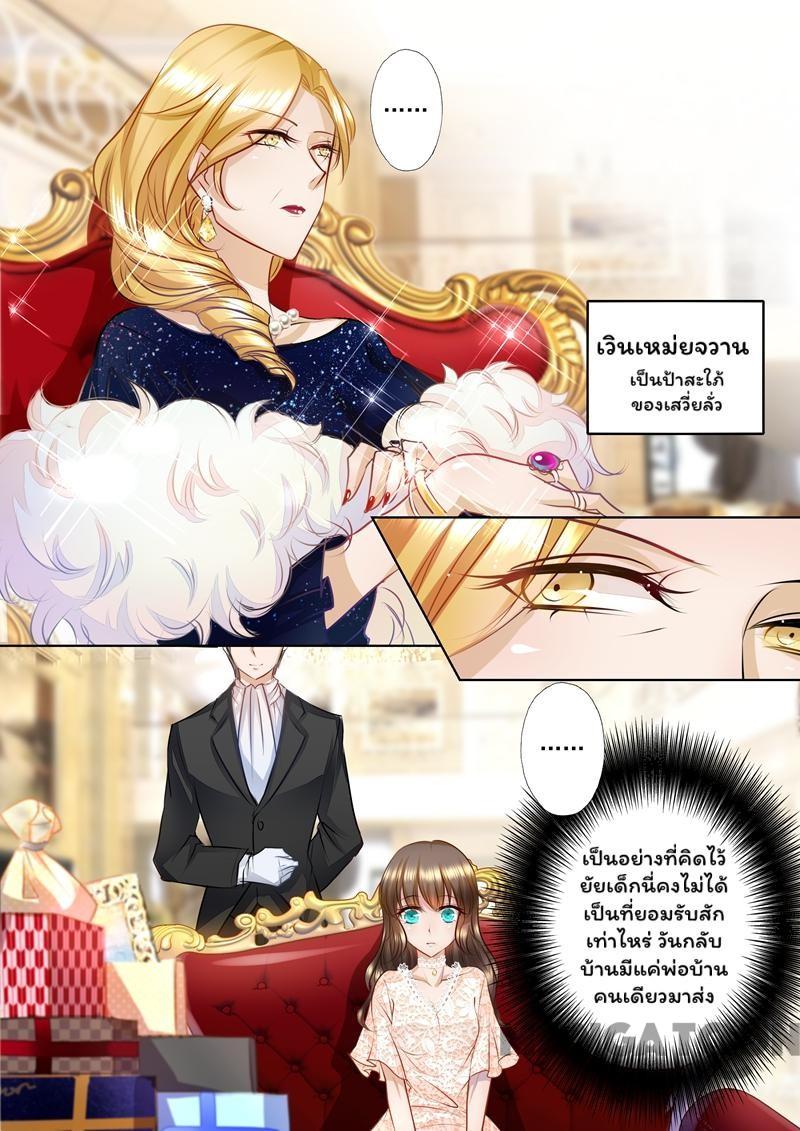 ......
เวินเหม่ยจวาน
เป็นป้าสะใภ้
ของเสวี่ยลั่ว
......
เป็นอย่างที่คิดไว้
ยัยเด็กนี่คงไม่ได้
เป็นที่ยอมรับสัก
เท่าไหร่ วันกลับ
บ้านมีแค่พ่อบ้าน
คนเดียวมาส่ง